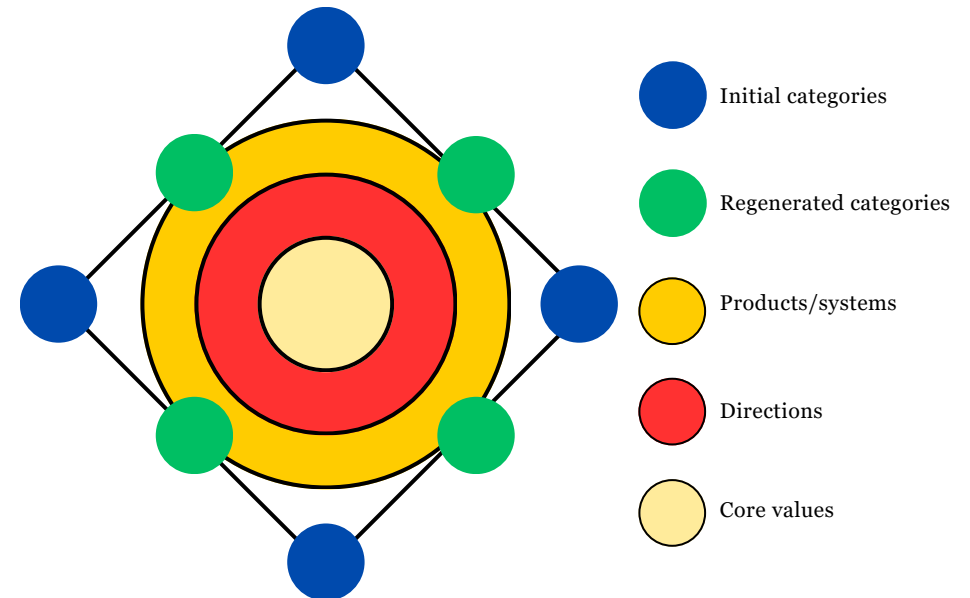 Initial categories
Regenerated categories
Products/systems
Directions
Core values